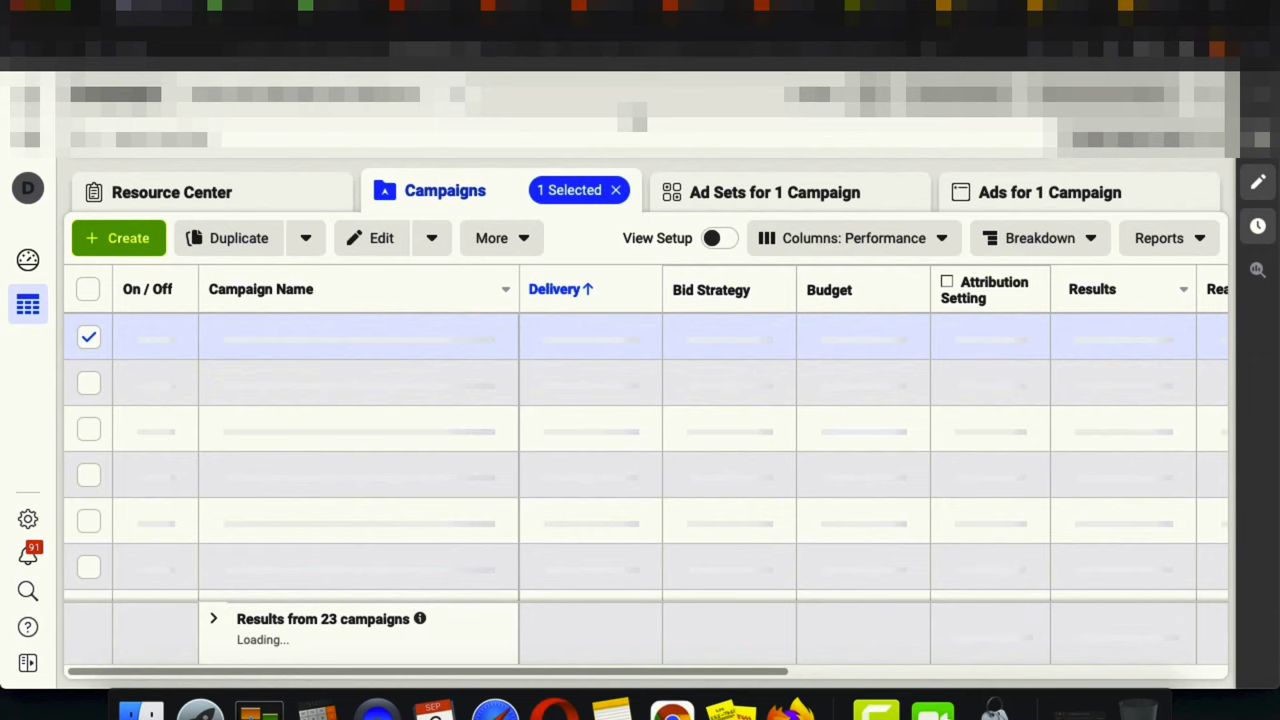 D
Resource Center
Campaigns
1 Selected
Ad Sets for 1 Campaign
Ads for 1 Campaign
+ Create
Duplicate
Edit
More
View Setup
Columns: Performance
Breakdown
Reports
On / Off
Campaign Name
Delivery↑
Bid Strategy
Budget
Attribution
Setting
Results
Rea
91
Results from 23 campaigns
Loading...
SEP